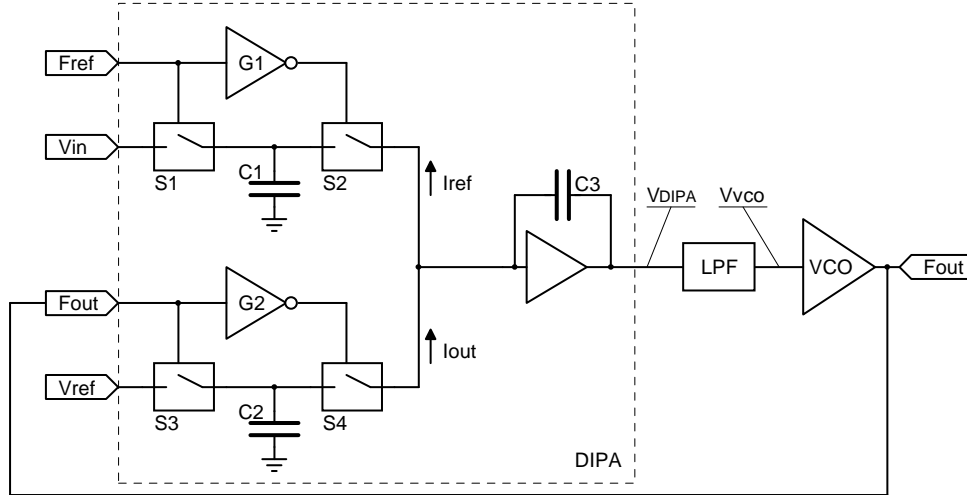 Fref
G1
Vin
C1
S1
S2
Iref
C3
VDIPA
Vvco
LPF
VCO
Fout
Fout
G2
Iout
Vref
C2
S3
S4
DIPA